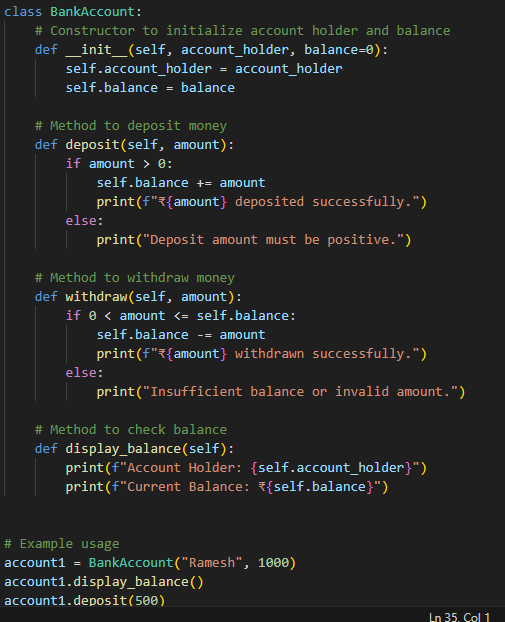 class BankAccount:
    # Constructor to initialize account holder and balance
    def __init__(self, account_holder, balance=0):
        self.account_holder = account_holder
        self.balance = balance

    # Method to deposit money
    def deposit(self, amount):
        if amount > 0:
            self.balance += amount
            print(f"₹{amount} deposited successfully.")
        else:
            print("Deposit amount must be positive.")

    # Method to withdraw money
    def withdraw(self, amount):
        if 0 < amount <= self.balance:
            self.balance -= amount
            print(f"₹{amount} withdrawn successfully.")
        else:
            print("Insufficient balance or invalid amount.")

    # Method to check balance
    def display_balance(self):
        print(f"Account Holder: {self.account_holder}")
        print(f"Current Balance: ₹{self.balance}")


# Example usage
account1 = BankAccount("Ramesh", 1000)
account1.display_balance()
account1.deposit(500)
Ln 35, Col 1